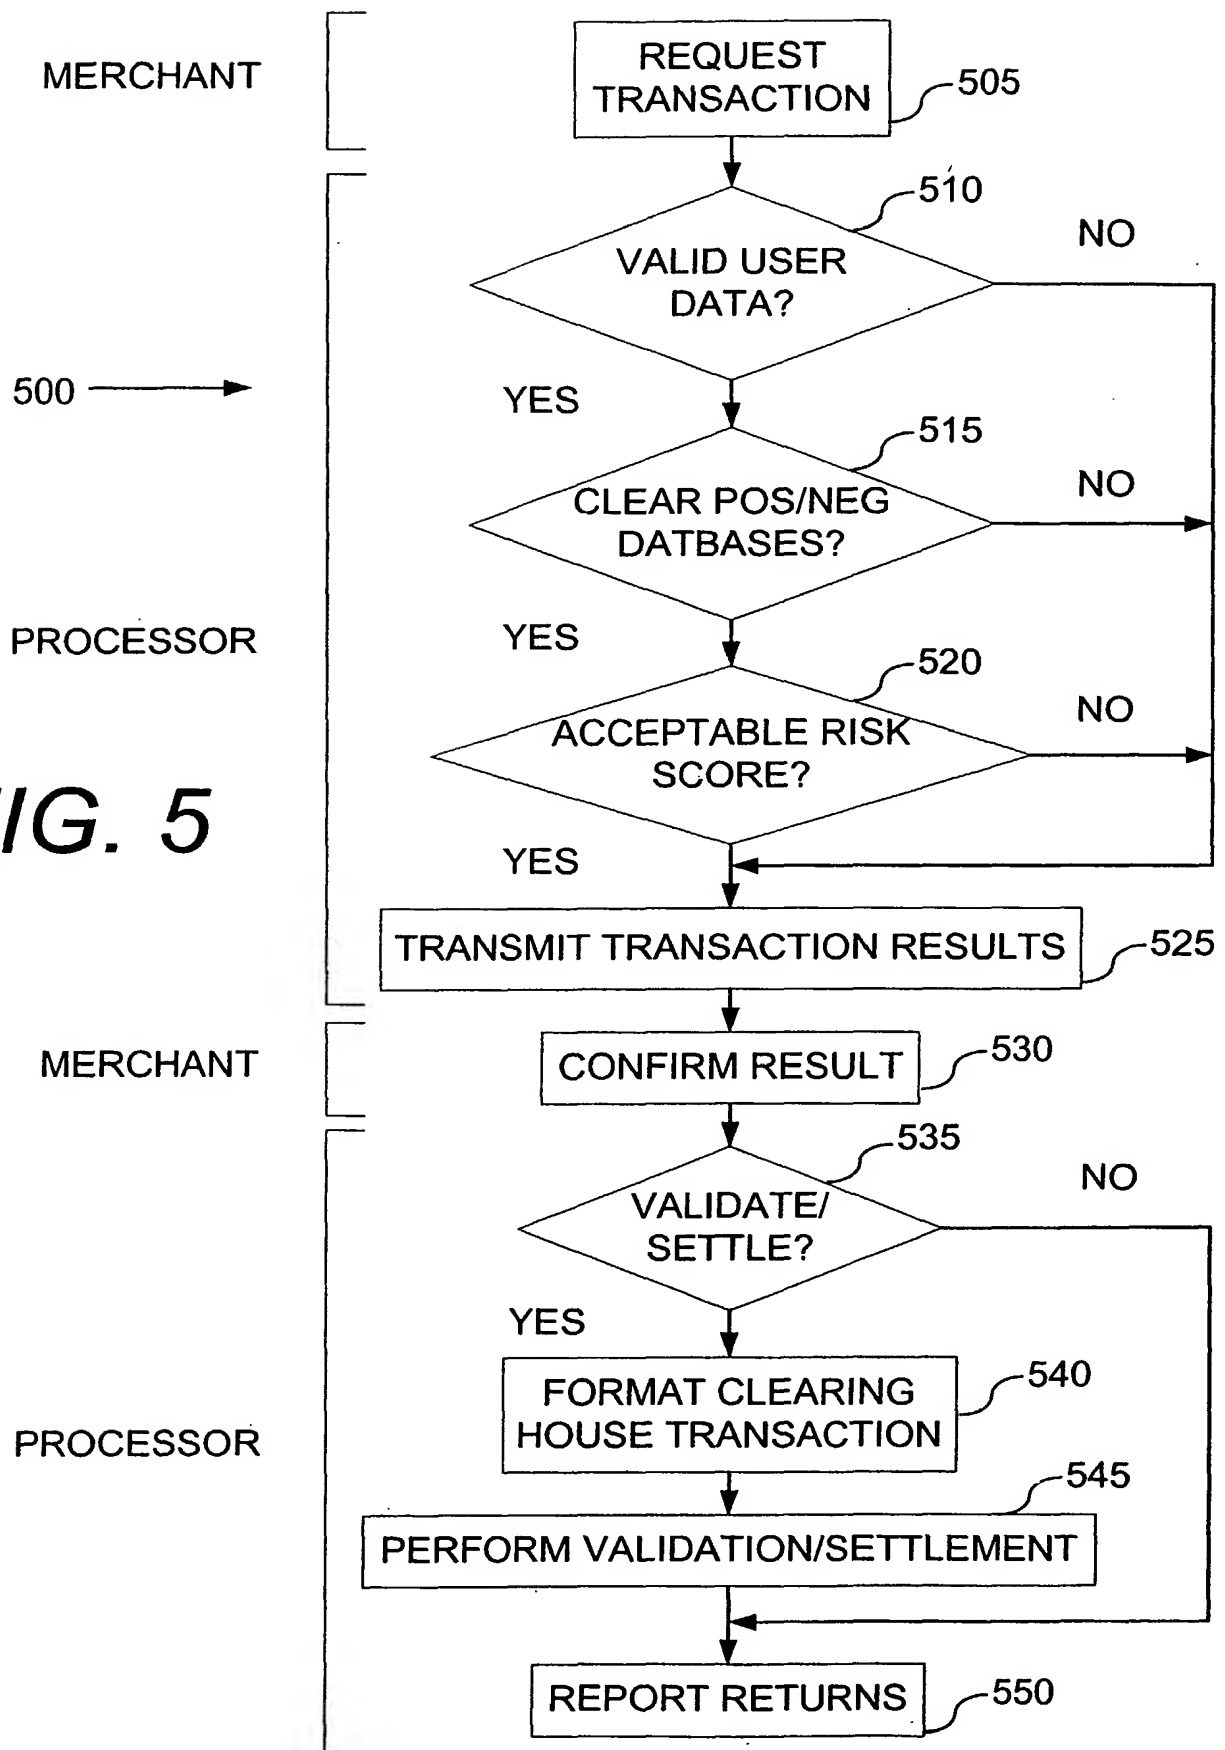 MERCHANT
REQUEST
TRANSACTION
505
510
NO
VALID USER
DATA?
500
YES
515
NO
CLEAR POS/NEG
DATBASES?
PROCESSOR
YES
520
NO
ACCEPTABLE RISK
SCORE?
IG. 5
YES
TRANSMIT TRANSACTION RESULTS
525
MERCHANT
CONFIRM RESULT
530
535
NO
VALIDATE/
SETTLE?
YES
FORMAT CLEARING
HOUSE TRANSACTION
540
PROCESSOR
545
PERFORM VALIDATION/SETTLEMENT
REPORT RETURNS
550